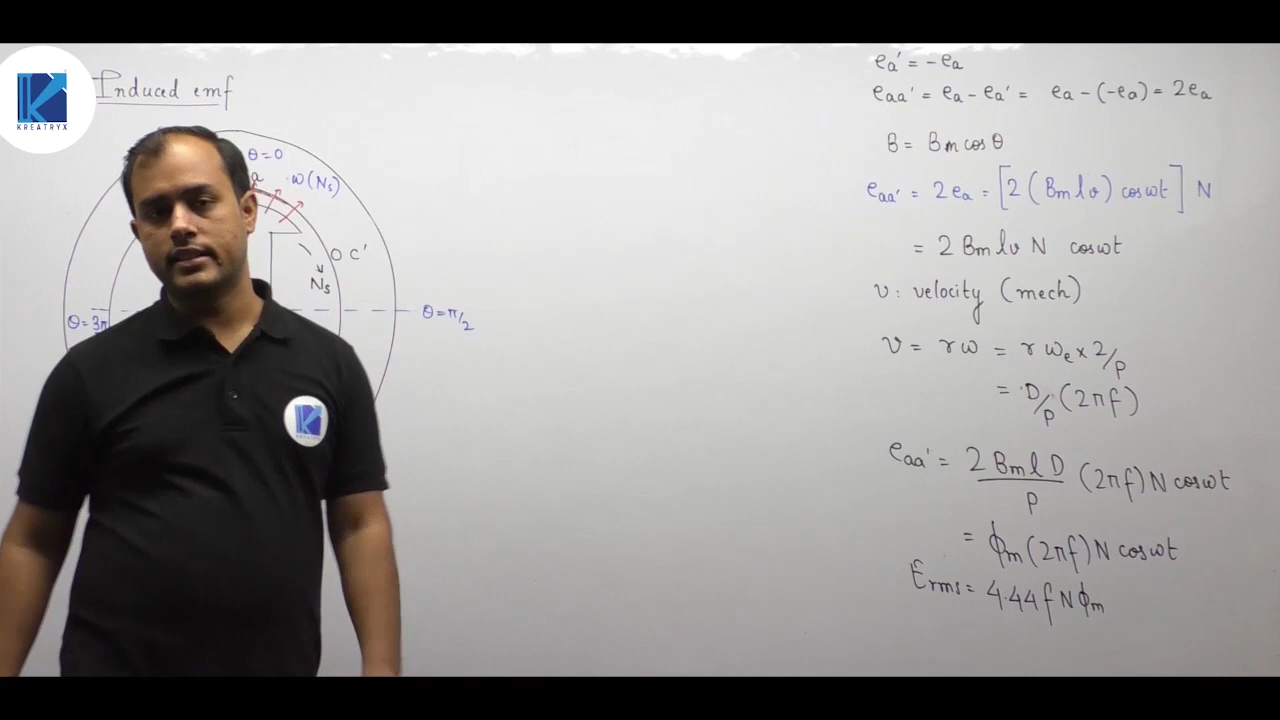 KREATRYX
Induced emf
θ=0
a
ω(Ns)
C'
Ns
θ=π/2
θ=3π
KREATRYX
ea' = -ea
eaa' = ea - ea' = ea - (-ea) = 2ea
B = Bm cos θ
eaa' = 2ea = [2 (Bm l v) cos ωt] N
= 2 Bm l v N cos ωt
v: velocity (mech)
v = rω = r ωe × 2/P
= D/P (2πf)
eaa' = 2 Bm l D / P (2πf) N cos ωt
= ϕm (2πf) N cos ωt
Erms = 4.44 f N ϕm